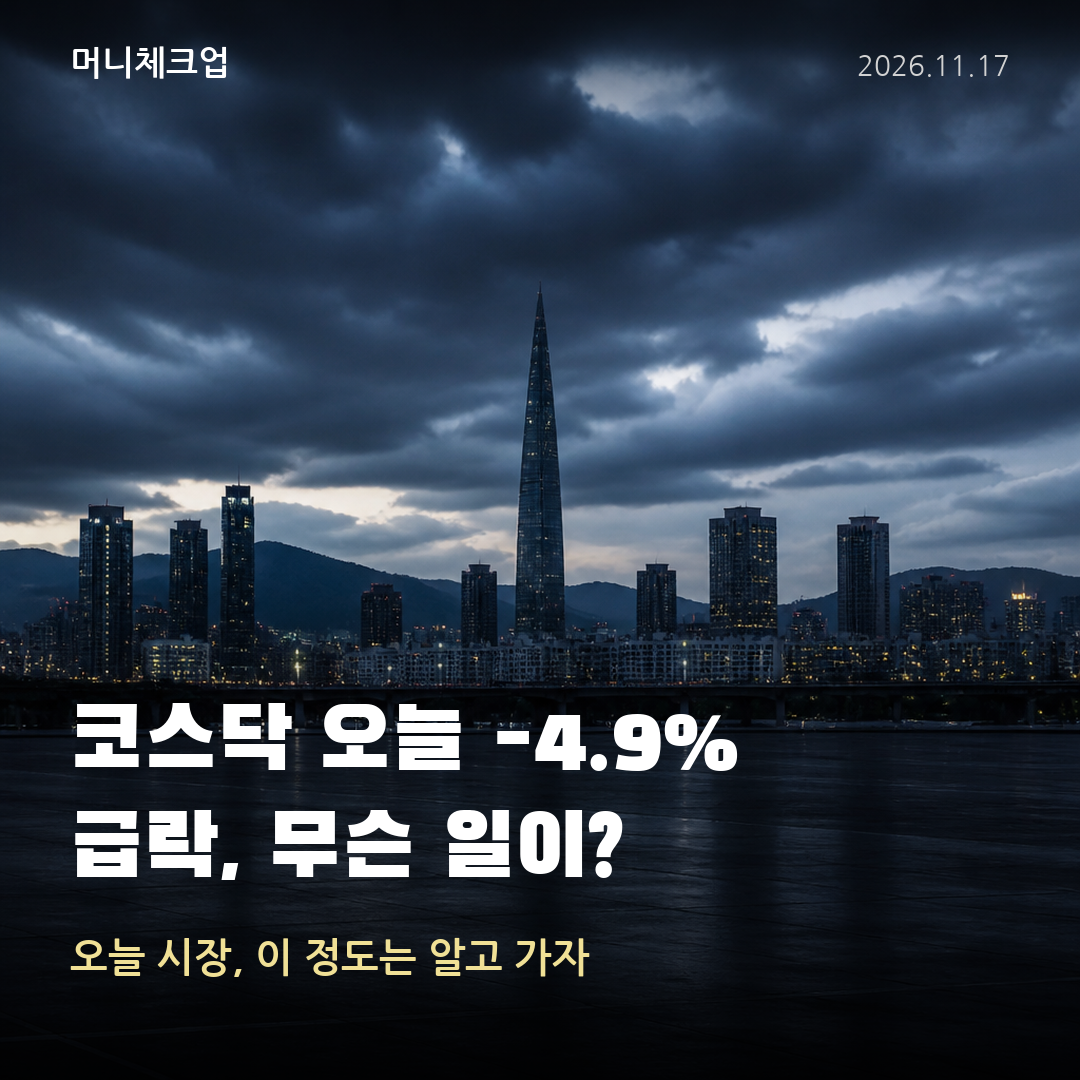 머니체크업
2026.11.17
코스닥 오늘 -4.9%
급락, 무슨 일이?
오늘 시장, 이 정도는 알고 가자